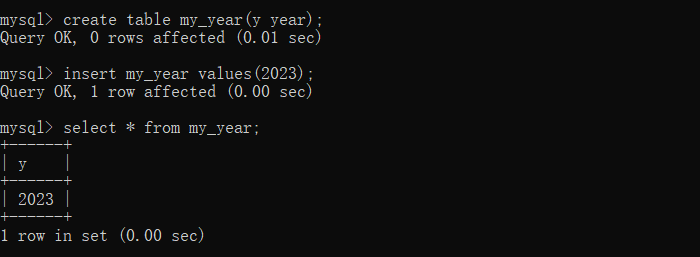 mysql> create table my_year(y year);
Query OK, 0 rows affected (0.01 sec)
mysql> insert my_year values(2023);
Query OK, 1 row affected (0.00 sec)
mysql> select * from my_year;
+------+
| y    |
+------+
| 2023 |
+------+
1 row in set (0.00 sec)